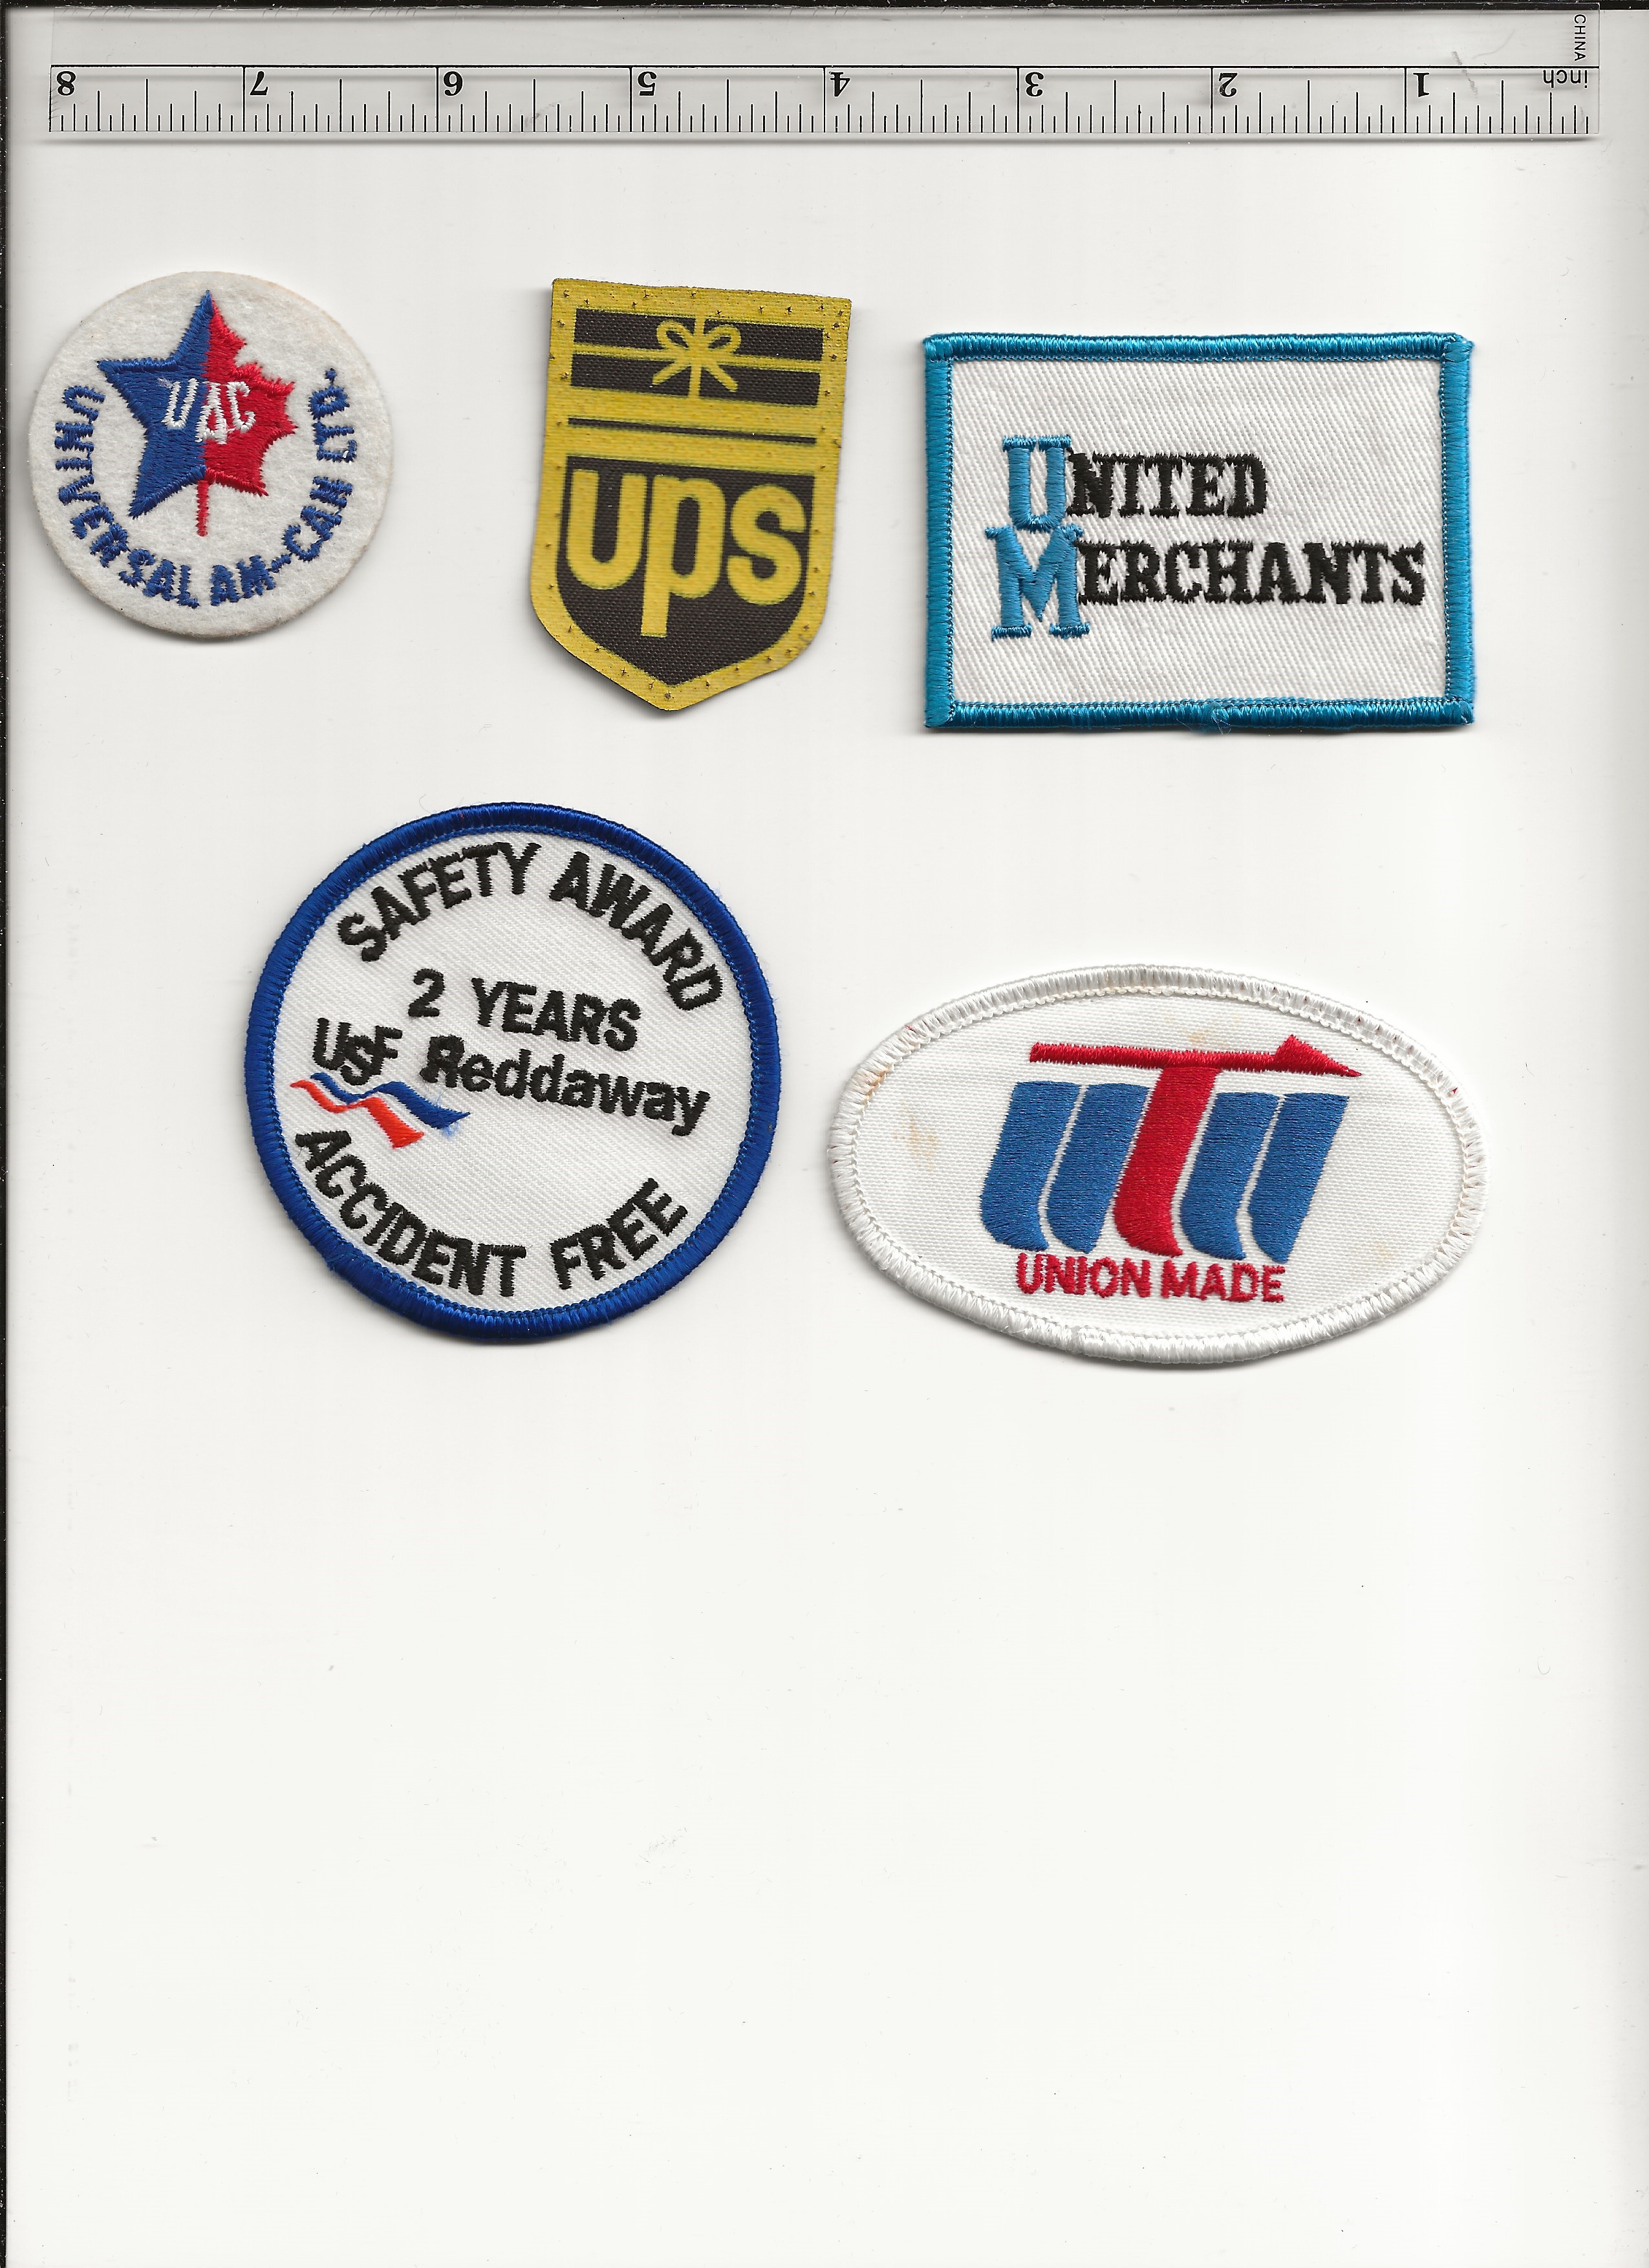 CHINA
inch
8 7 6 5 4 3 2 1
UAC
UNIVERSAL AM-CAN LTD.
ups
UNITED
MERCHANTS
SAFETY AWARD
2 YEARS
USF Reddaway
ACCIDENT FREE
UTU
UNION MADE